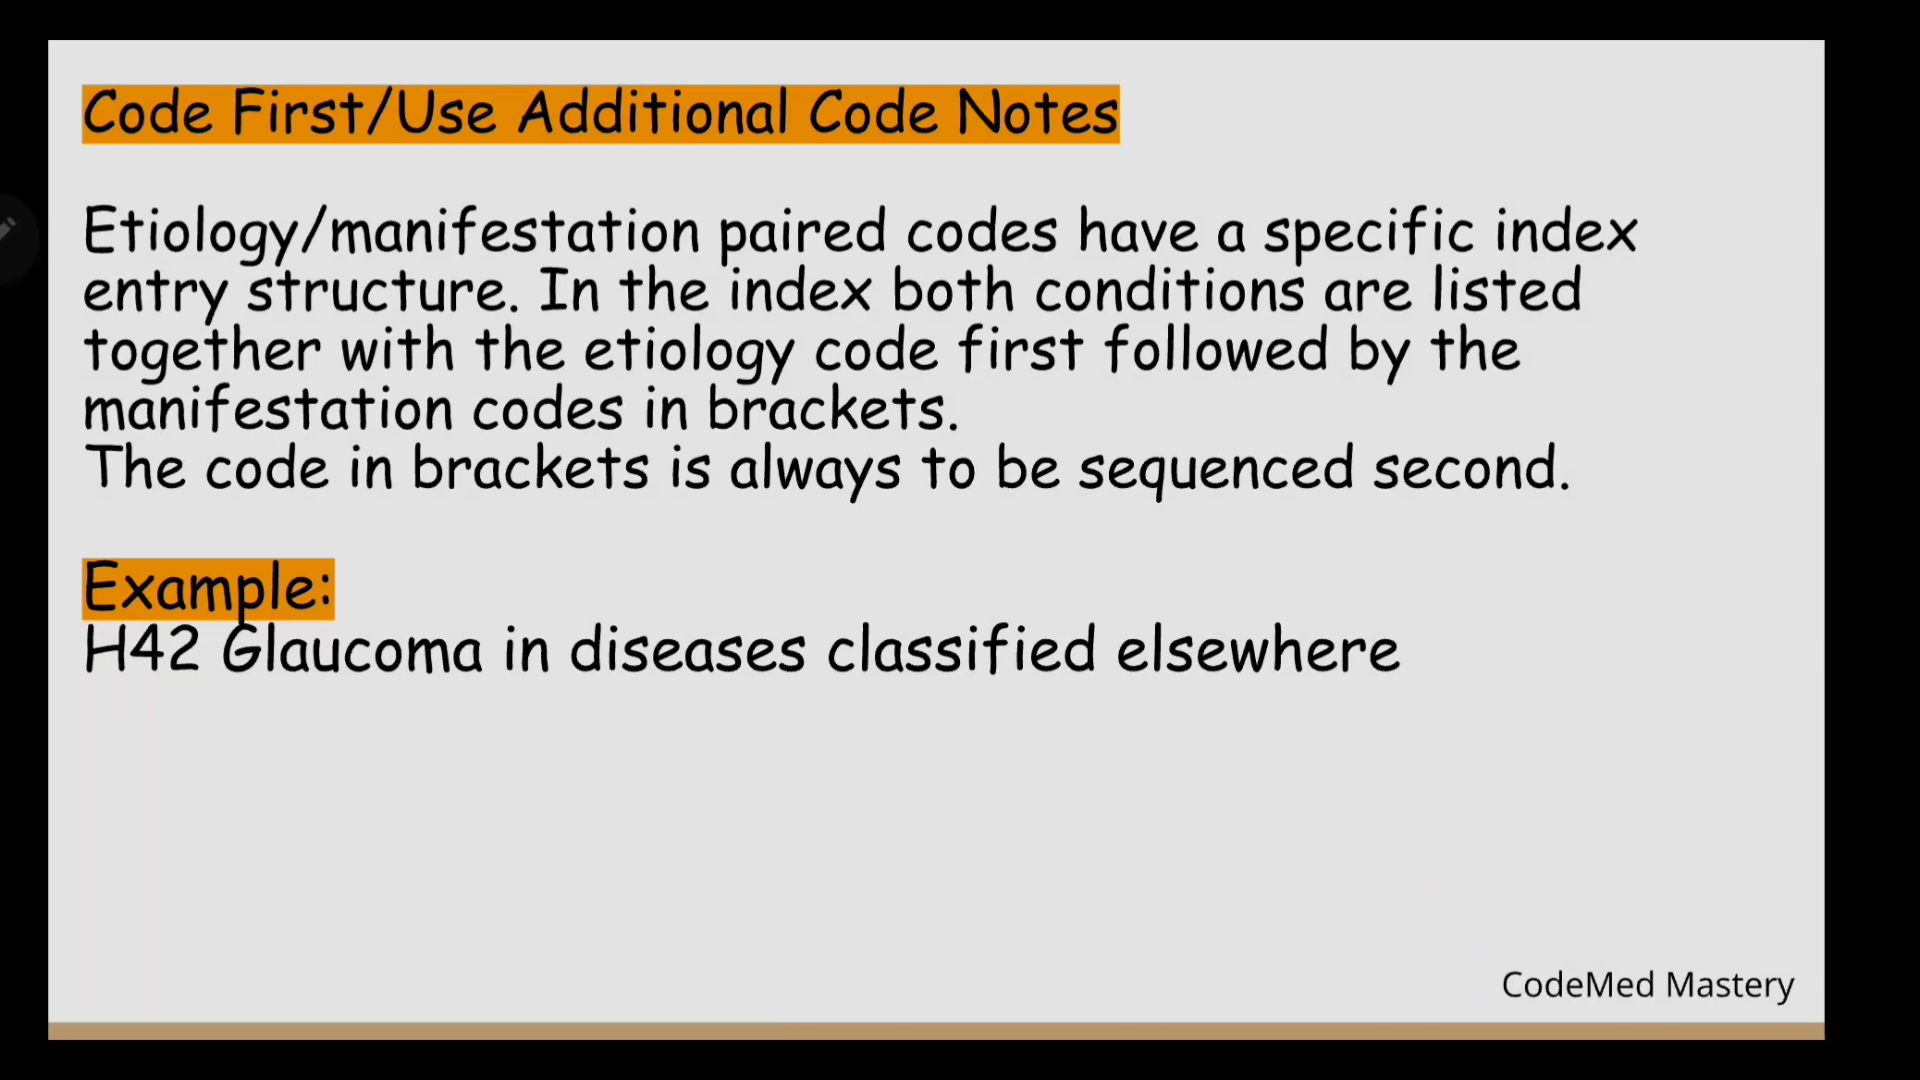 Code First/Use Additional Code Notes
Etiology/manifestation paired codes have a specific index
entry structure. In the index both conditions are listed
together with the etiology code first followed by the
manifestation codes in brackets.
The code in brackets is always to be sequenced second.
Example:
H42 Glaucoma in diseases classified elsewhere
CodeMed Mastery